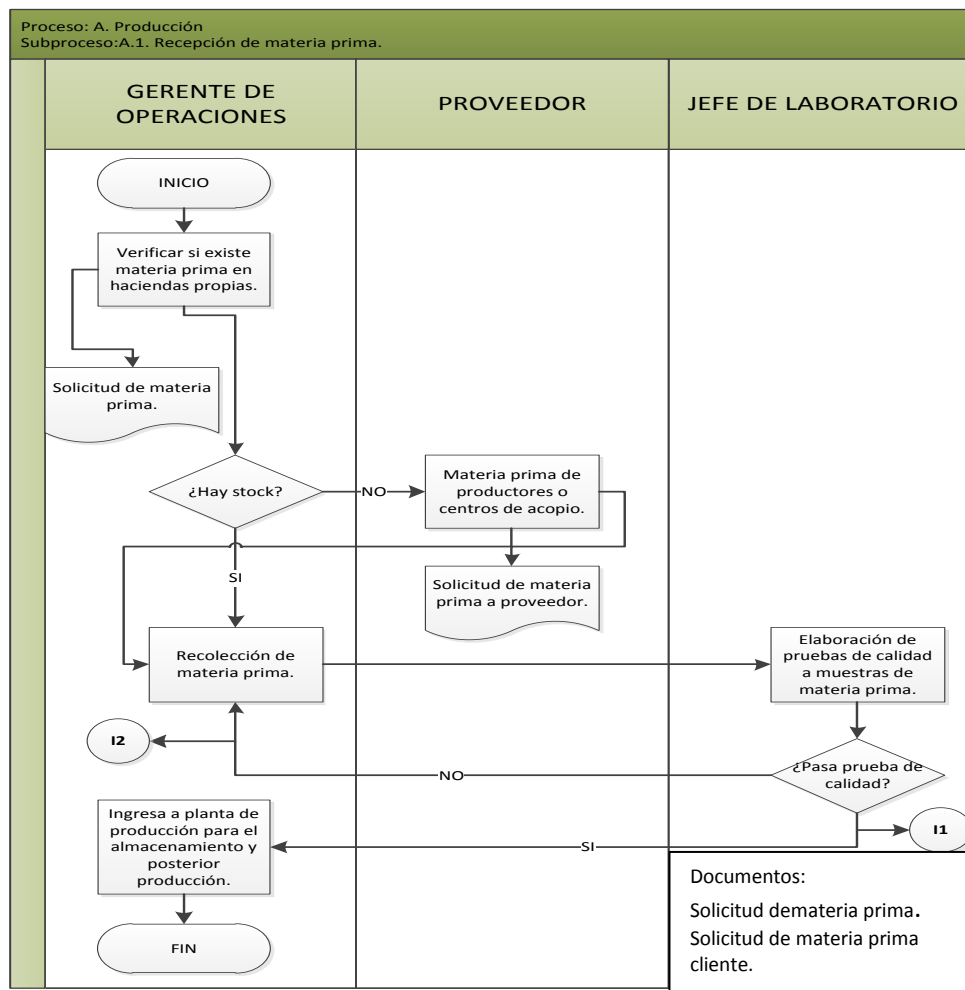 Proceso: A. Producción
Subproceso:A.1. Recepción de materia prima.
GERENTE DE
OPERACIONES
PROVEEDOR
JEFE DE LABORATORIO
INICIO
Verificar si existe
materia prima en
haciendas propias.
Solicitud de materia
prima.
¿Hay stock?
NO
Materia prima de
productores o
centros de acopio.
Solicitud de materia
prima a proveedor.
SI
Recolección de
materia prima.
Elaboración de
pruebas de calidad
a muestras de
materia prima.
I2
NO
¿Pasa prueba de
calidad?
I1
SI
Ingresa a planta de
producción para el
almacenamiento y
posterior
producción.
FIN
Documentos:
Solicitud demateria prima.
Solicitud de materia prima
cliente.